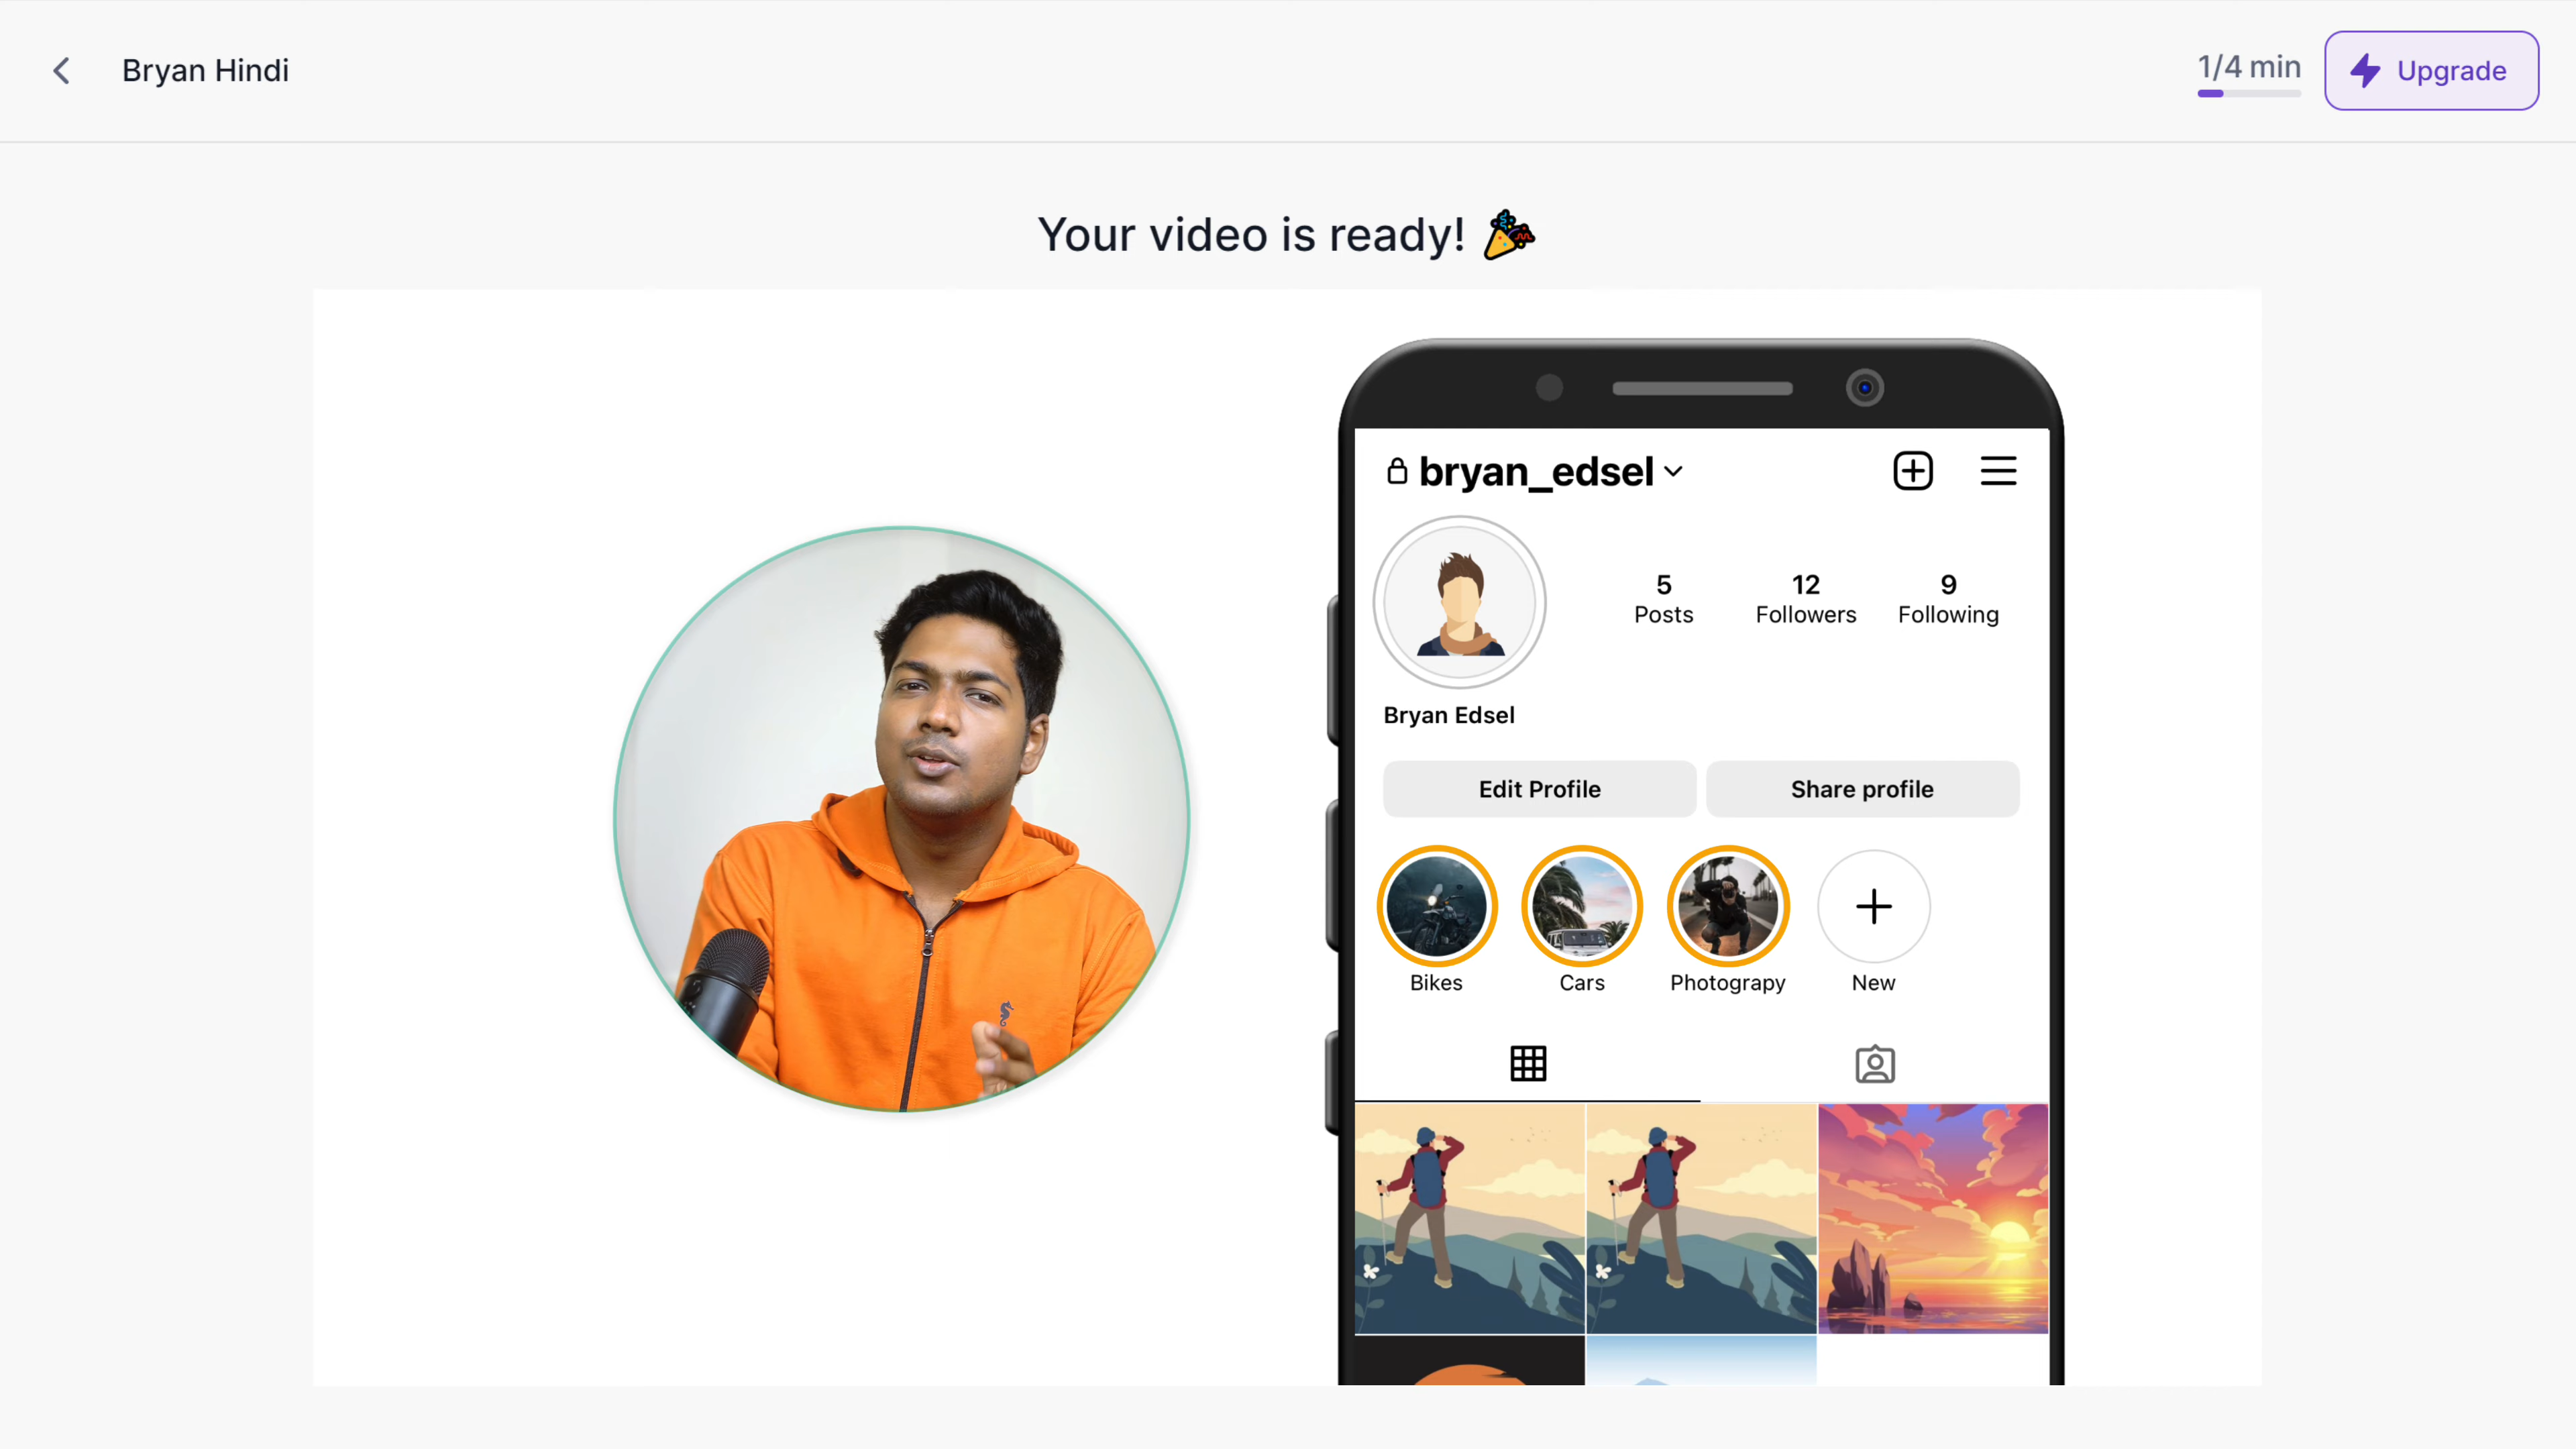 Bryan Hindi
1/4 min
Upgrade
Your video is ready! 🎉
bryan_edsel
5
Posts
12
Followers
9
Following
Bryan Edsel
Edit Profile
Share profile
Bikes
Cars
Photograpy
New